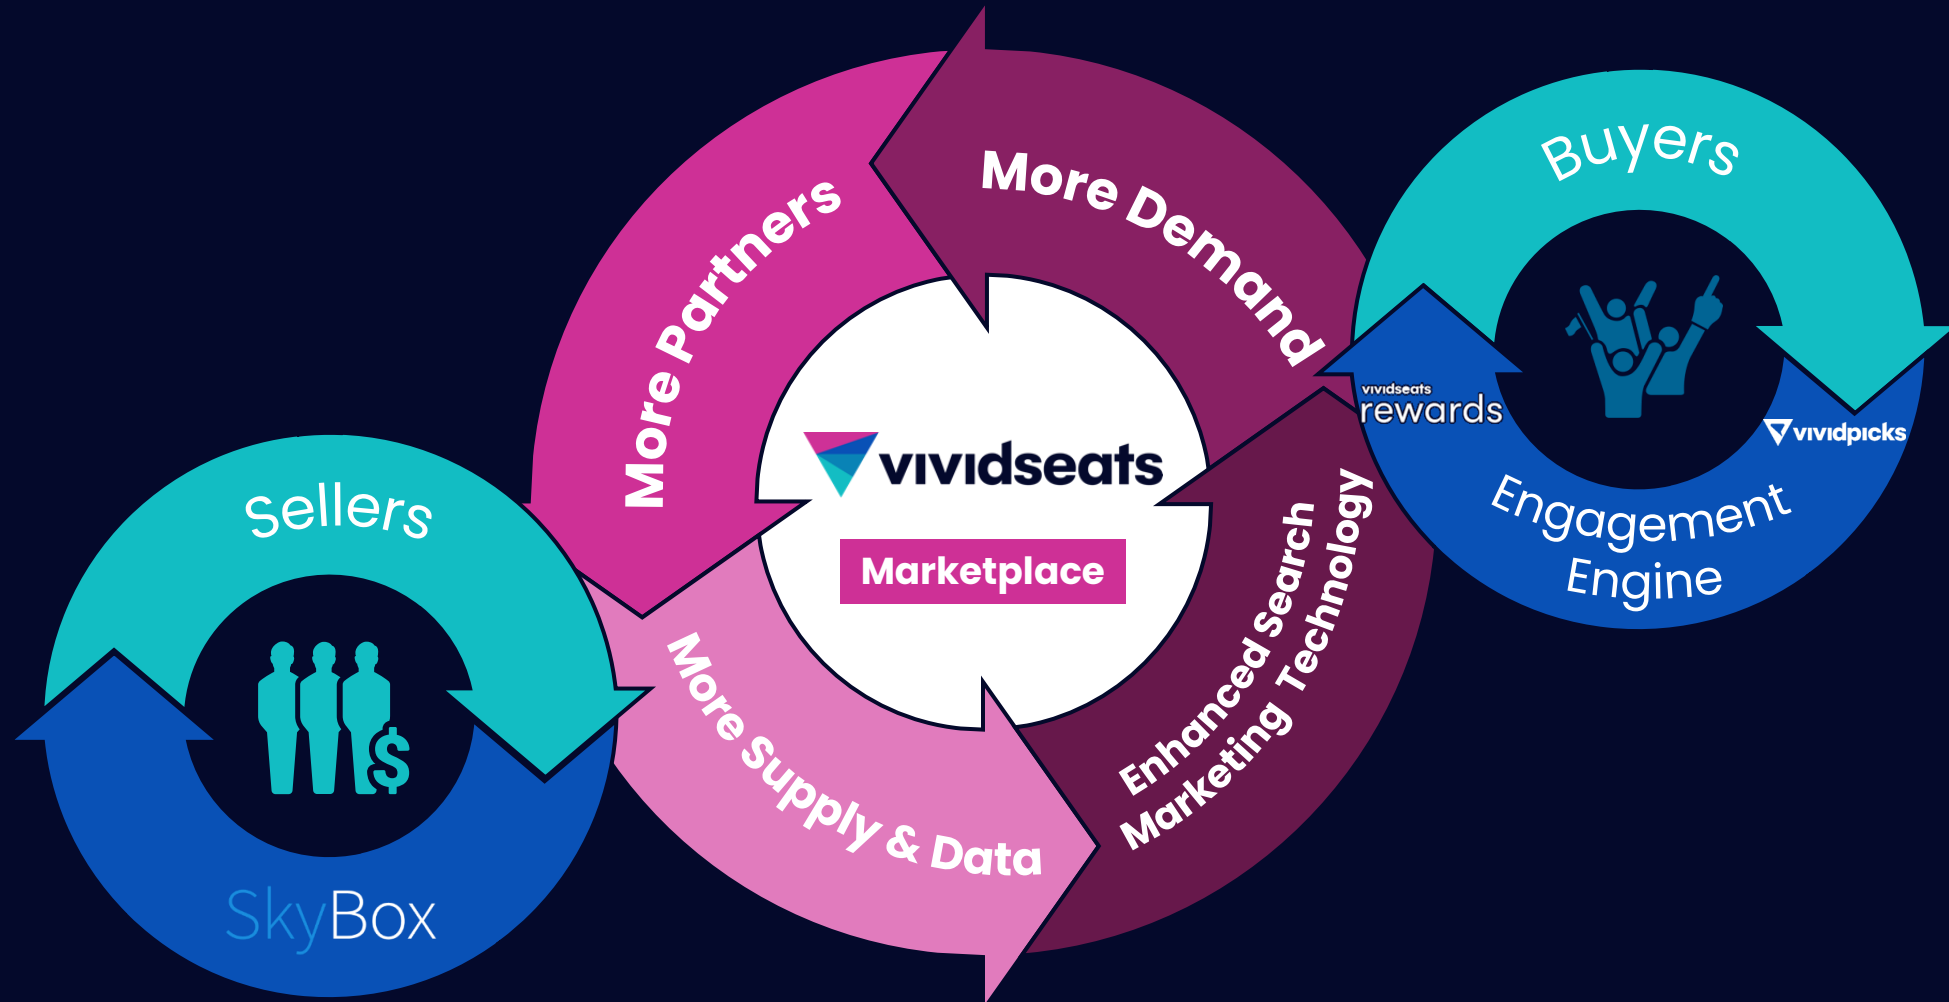 More Partners
More Demand
Buyers
vividseats
rewards
vividpicks
Engagement
Engine
vividseats
Marketplace
Sellers
SkyBox
More Supply & Data
Enhanced Search
Marketing Technology